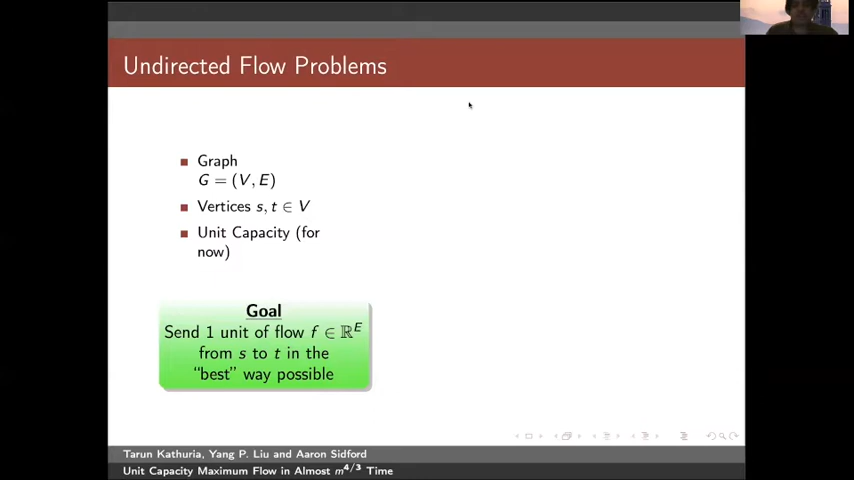 Undirected Flow Problems
Graph
G = (V, E)
Vertices s, t ∈ V
Unit Capacity (for
now)
Goal
Send 1 unit of flow f ∈ ℝ^E
from s to t in the
“best” way possible
Tarun Kathuria, Yang P. Liu and Aaron Sidford
Unit Capacity Maximum Flow in Almost m^4/3 Time